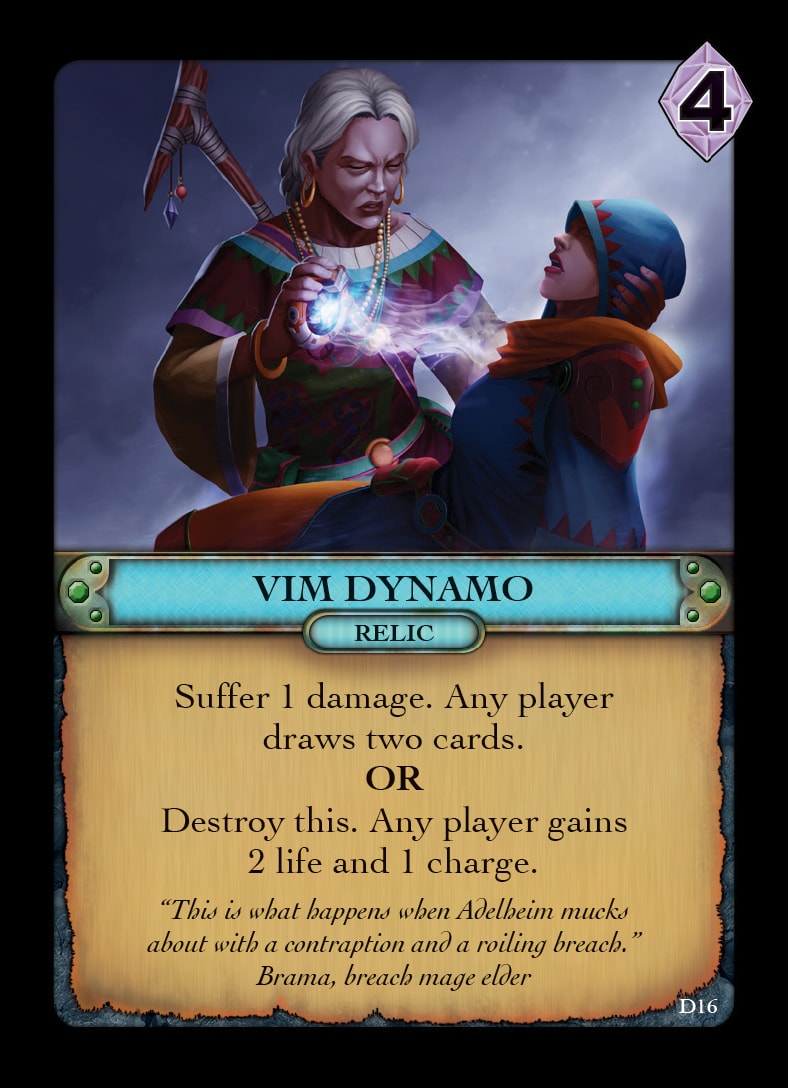 4
VIM DYNAMO
RELIC
Suffer 1 damage. Any player
draws two cards.
OR
Destroy this. Any player gains
2 life and 1 charge.
“This is what happens when Adelheim mucks
about with a contraption and a roiling breach.”
Brama, breach mage elder
D16